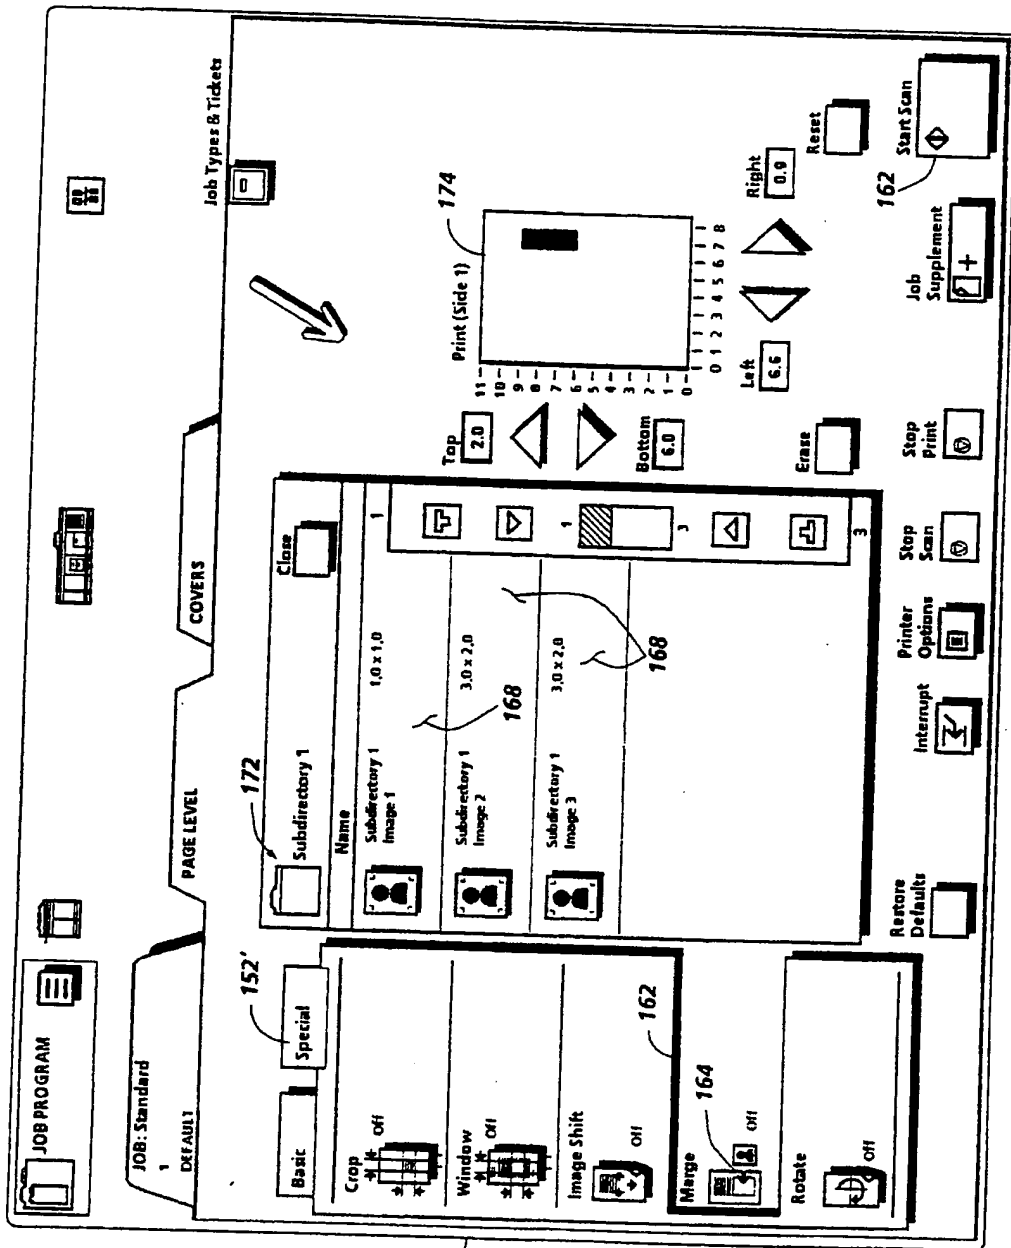 JOB PROGRAM
JOB: Standard
1
DEFAULT
PAGE LEVEL
COVERS
Job Types & Tickets
Basic
Special
152'
Crop
Off
Window
Off
Image Shift
Off
162
Merge
164
Off
Rotate
Off
172
Subdirectory 1
Close
Name
Subdirectory 1
Image 1
1.0 x 1.0
Subdirectory 1
Image 2
3.0 x 2.0
Subdirectory 1
Image 3
3.0 x 2.0
168
168
1
1
3
3
Print (Side 1)
174
Top
2.0
Bottom
6.0
11
10
9
8
7
6
5
4
3
2
1
0
0 1 2 3 4 5 6 7 8
Left
6.6
Right
0.9
Erase
Reset
Restore
Defaults
Interrupt
Printer
Options
Stop
Scan
Stop
Print
Job
Supplement
162
Start Scan